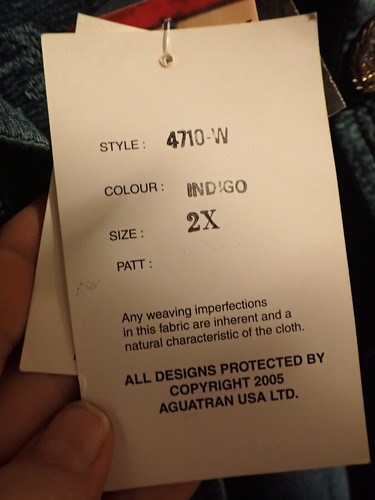 STYLE : 4710-W
COLOUR : INDIGO
SIZE : 2X
PATT :
Any weaving imperfections
in this fabric are inherent and a
natural characteristic of the cloth.
ALL DESIGNS PROTECTED BY
COPYRIGHT 2005
AGUATRAN USA LTD.